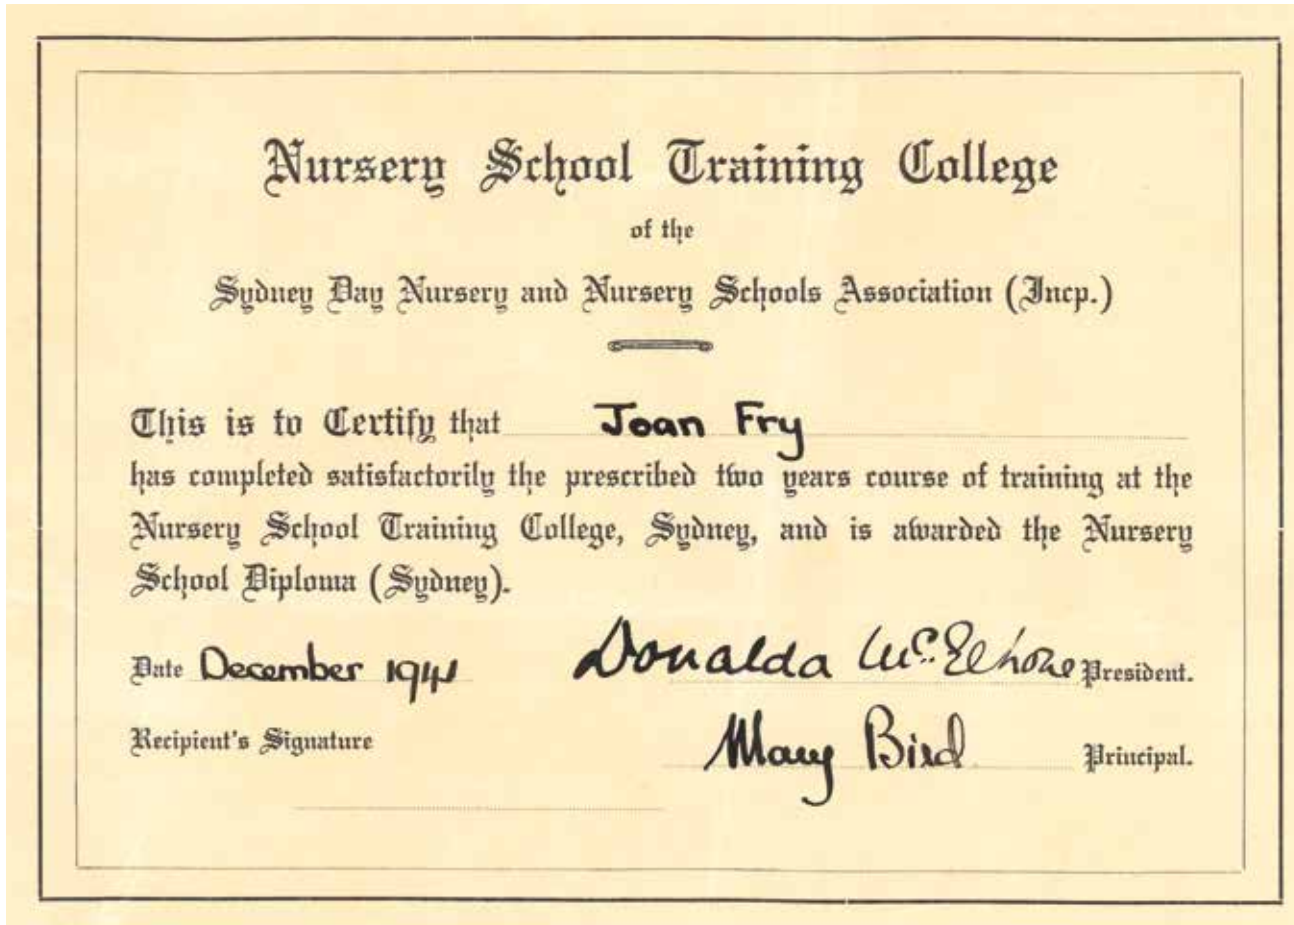 Nursery School Training College
of the
Sydney Day Nursery and Nursery Schools Association (Incp.)
This is to Certify that Joan Fry
has completed satisfactorily the prescribed two years course of training at the
Nursery School Training College, Sydney, and is awarded the Nursery
School Diploma (Sydney).
Date December 1941 Donalda McElhone President.
Recipient's Signature Mary Bird Principal.